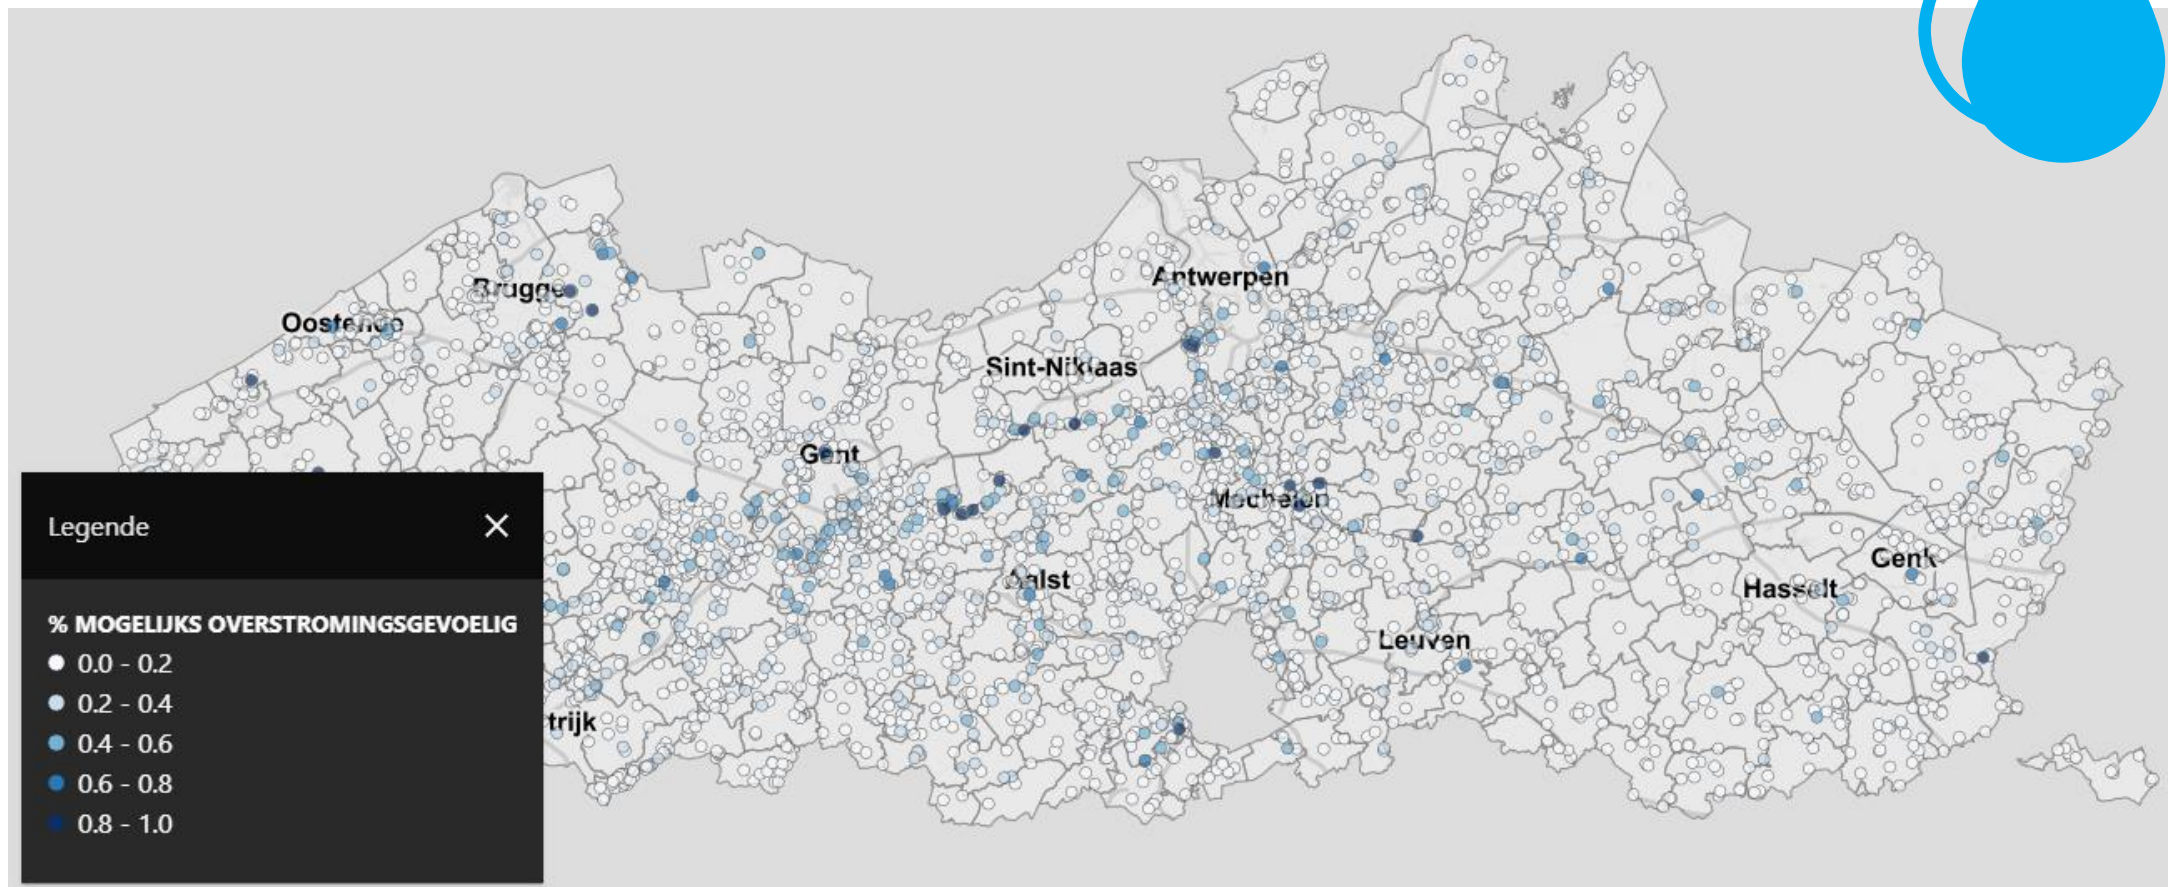 Antwerpen
Brugge
Oostende
Sint-Niklaas
Gent
Mechelen
Aalst
Genk
Hasselt
Leuven
trijk
Legende
% MOGELIJKS OVERSTROMINGSGEVOELIG
0.0 - 0.2
0.2 - 0.4
0.4 - 0.6
0.6 - 0.8
0.8 - 1.0